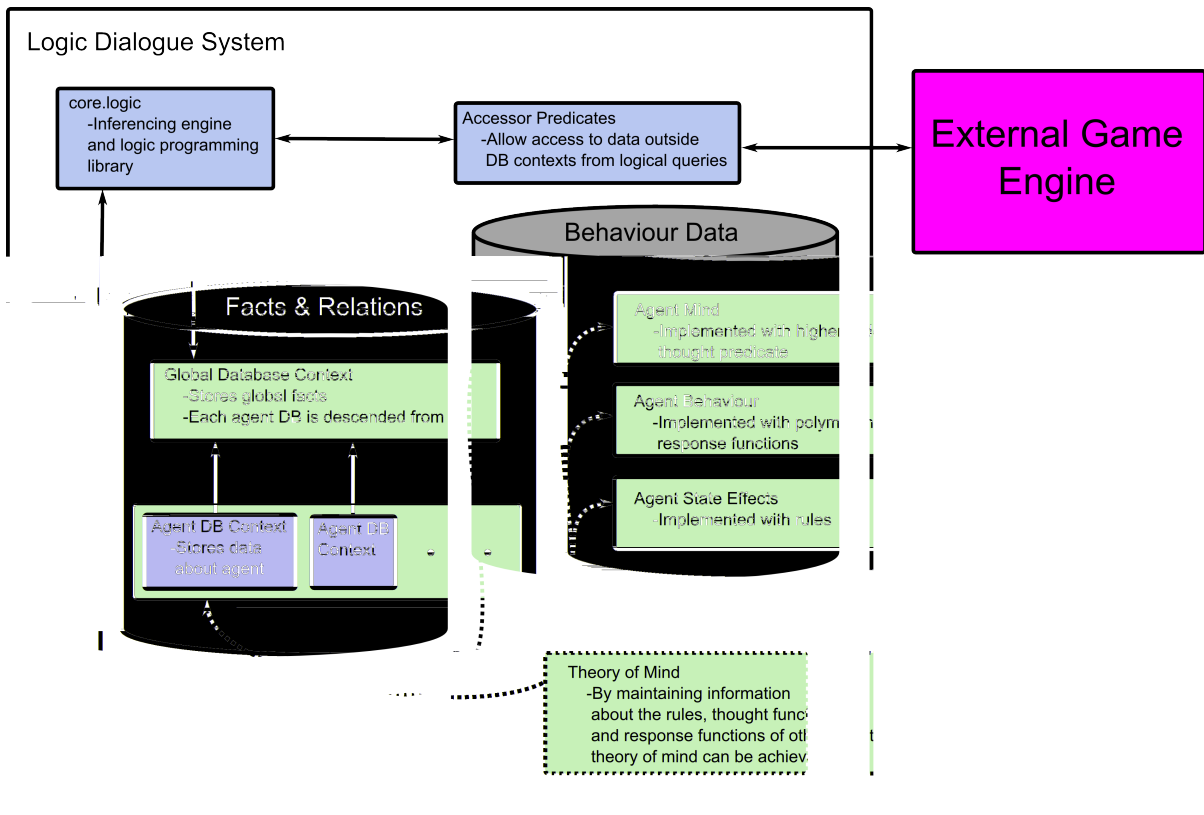 Logic Dialogue System
core.logic
-Inferencing engine
and logic programming
library
Accessor Predicates
-Allow access to data outside
DB contexts from logical queries
External Game
Engine
Behaviour Data
Facts & Relations
Agent Mind
-Implemented with higher
thought predicate
Global Database Context
-Stores global facts
-Each agent DB is descended from
Agent Behaviour
-Implemented with polym
response functions
Agent State Effects
-Implemented with rules
Agent DB Context
-Stores data
about agent
Agent DB
Context
Theory of Mind
-By maintaining information
about the rules, thought func
and response functions of oth
theory of mind can be achiev